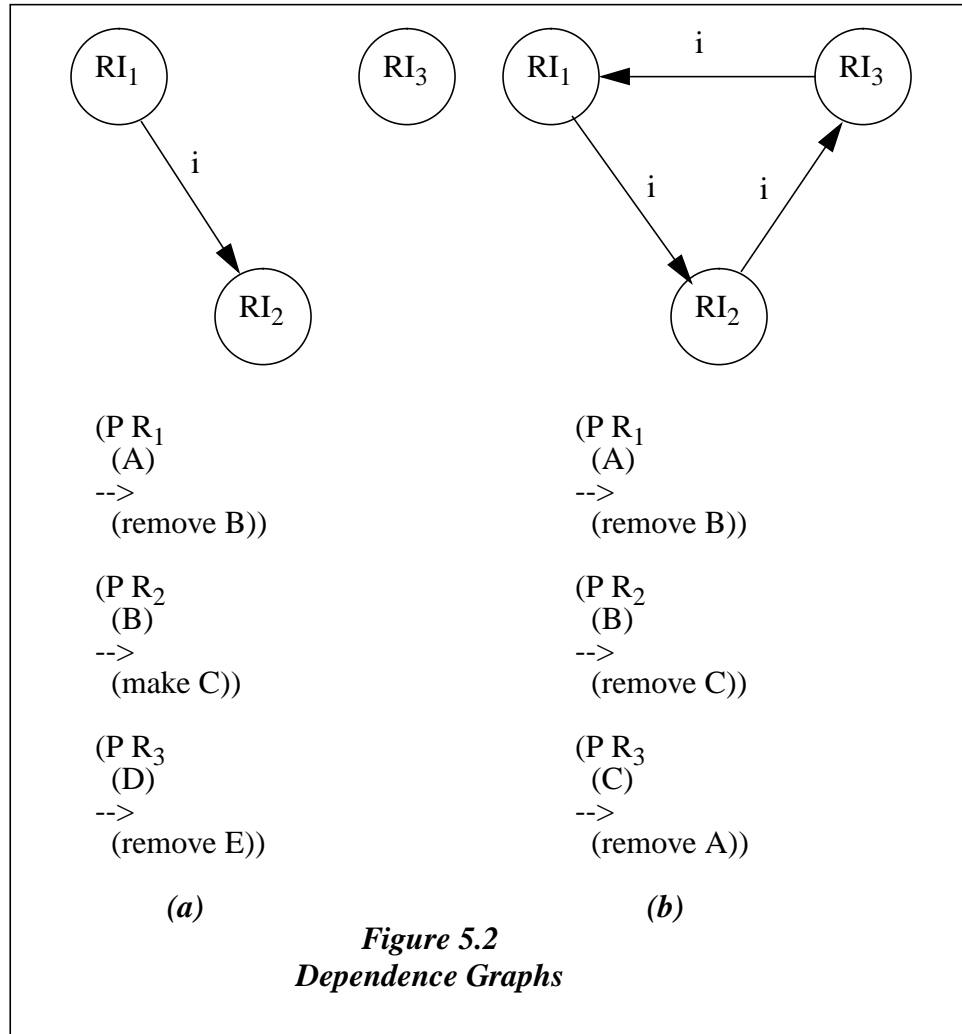 RI1
RI3
i
RI2
RI1
i
RI3
i
i
RI2
(P R1
(A)
-->
(remove B))
(P R2
(B)
-->
(make C))
(P R3
(D)
-->
(remove E))
(a)
(P R1
(A)
-->
(remove B))
(P R2
(B)
-->
(remove C))
(P R3
(C)
-->
(remove A))
(b)
Figure 5.2
Dependence Graphs